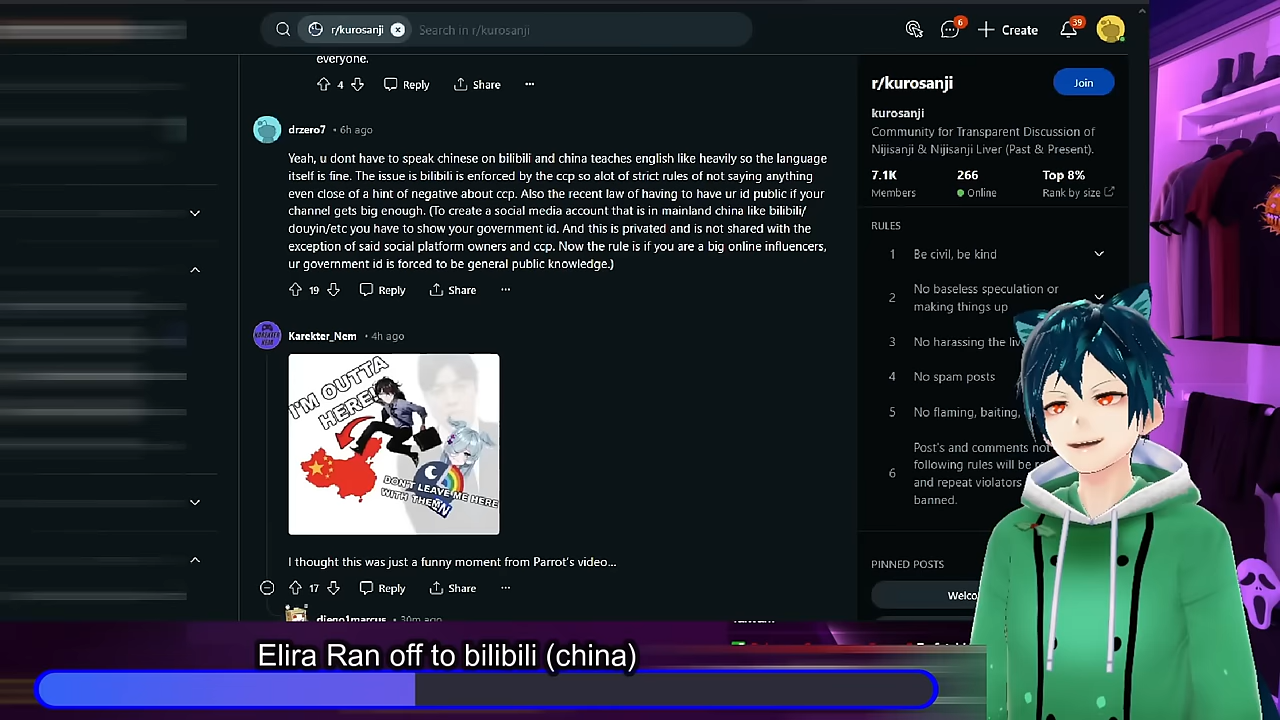 r/kurosanji
Search in r/kurosanji
6
Create
39
everyone.
4
Reply
Share
drzero7 • 6h ago
Yeah, u dont have to speak chinese on bilibili and china teaches english like heavily so the language
itself is fine. The issue is bilibili is enforced by the ccp so alot of strict rules of not saying anything
even close of a hint of negative about ccp. Also the recent law of having to have ur id public if your
channel gets big enough. (To create a social media account that is in mainland china like bilibili/
douyin/etc you have to show your government id. And this is privated and is not shared with the
exception of said social platform owners and ccp. Now the rule is if you are a big online influencers,
ur government id is forced to be general public knowledge.)
19
Reply
Share
Karekter_Nem • 4h ago
I'M OUTTA
HERE!
DON'T LEAVE ME HERE
WITH THEM
I thought this was just a funny moment from Parrot's video...
17
Reply
Share
diego1marcus • 30m ago
r/kurosanji
Join
kurosanji
Community for Transparent Discussion of
Nijisanji & Nijisanji Liver (Past & Present).
7.1K
266
Top 8%
Members
Online
Rank by size
RULES
1
Be civil, be kind
2
No baseless speculation or
making things up
3
No harassing the
4
No spam posts
5
No flaming, baiting,
6
Post's and comments not
following rules will be
and repeat violators
banned.
PINNED POSTS
Elira Ran off to bilibili (china)